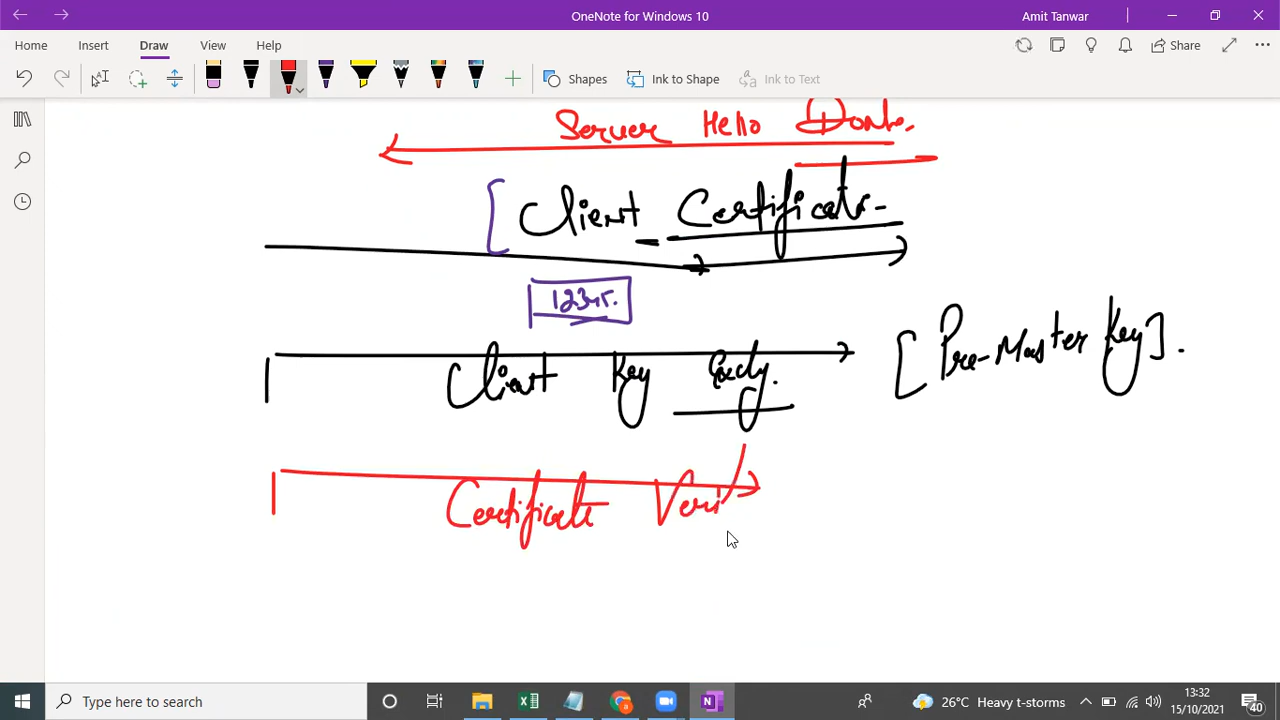 OneNote for Windows 10
Amit Tanwar
Home Insert Draw View Help
Share
Shapes Ink to Shape Ink to Text
Server Hello Done.
[ Client Certificate
12345.
[Pre-Master Key].
Client Key
Certificate Veri
Type here to search
26°C Heavy t-storms
13:32
15/10/2021
40